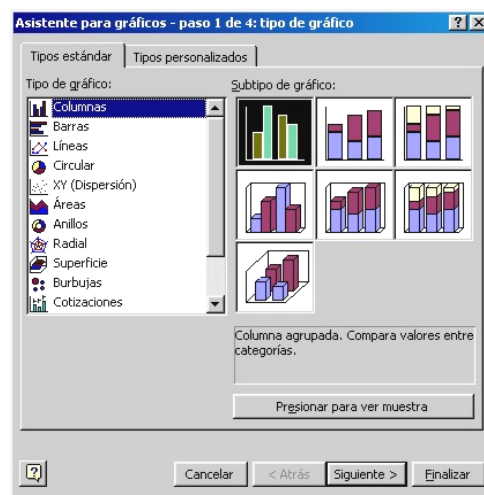 Asistente para gráficos - paso 1 de 4: tipo de gráfico
Tipos estándar
Tipos personalizados
Tipo de gráfico:
Columnas
Barras
Líneas
Circular
XY (Dispersión)
Áreas
Anillos
Radial
Superficie
Burbujas
Cotizaciones
Subtipo de gráfico:
Columna agrupada. Compara valores entre
categorías.
Presionar para ver muestra
Cancelar
< Atrás
Siguiente >
Finalizar